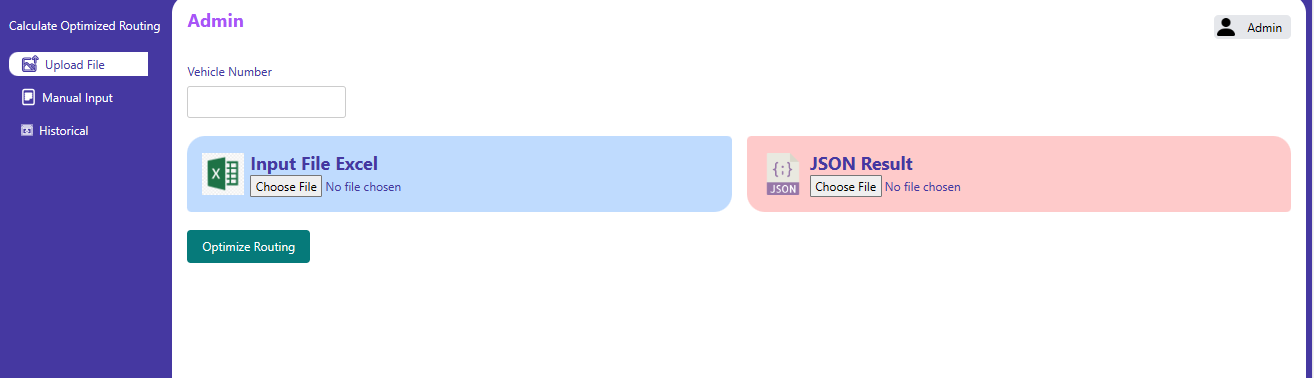 Calculate Optimized Routing
Upload File
Manual Input
Historical
Admin
Admin
Vehicle Number
Input File Excel
Choose File No file chosen
JSON Result
JSON
Choose File No file chosen
Optimize Routing